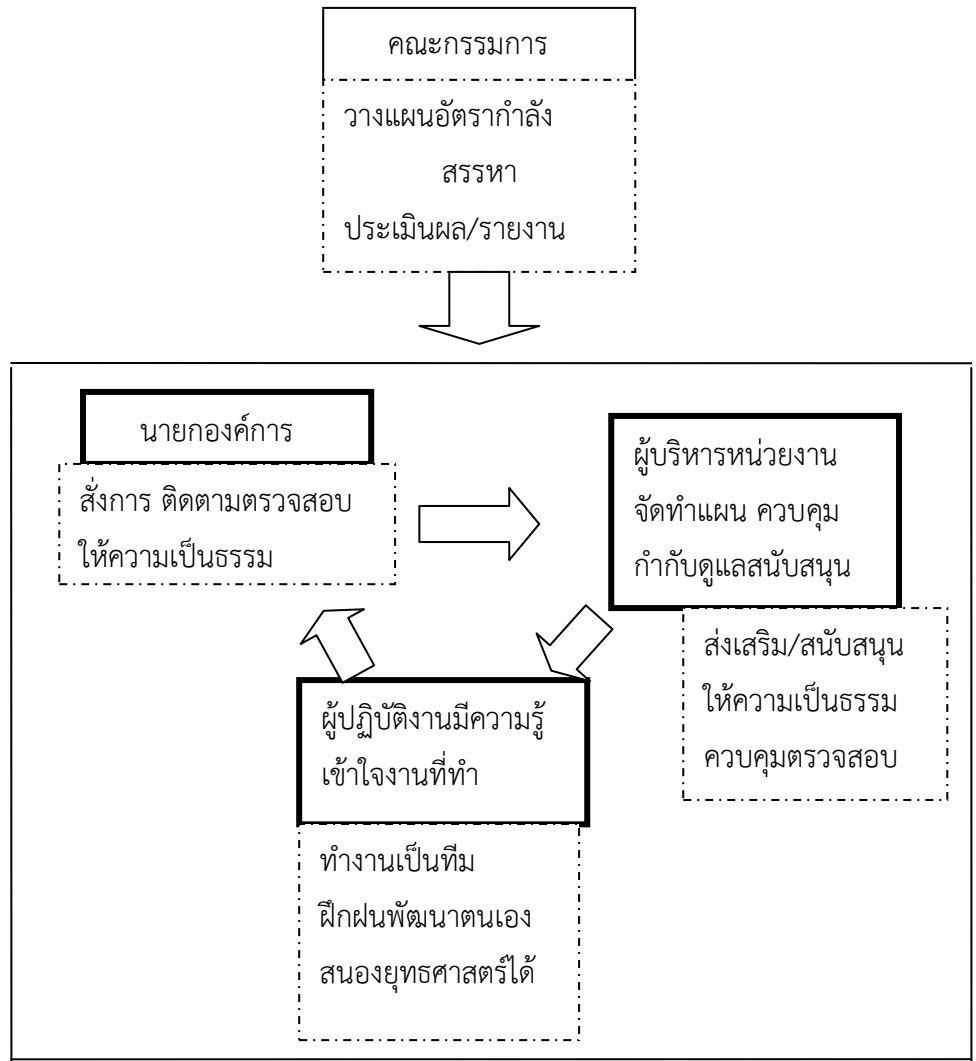 คณะกรรมการ
วางแผนอัตรากำลัง
สรรหา
ประเมินผล/รายงาน
นายกองค์การ
สั่งการ ติดตามตรวจสอบ
ให้ความเป็นธรรม
ผู้บริหารหน่วยงาน
จัดทำแผน ควบคุม
กำกับดูแลสนับสนุน
ส่งเสริม/สนับสนุน
ให้ความเป็นธรรม
ควบคุมตรวจสอบ
ผู้ปฏิบัติงานมีความรู้
เข้าใจงานที่ทำ
ทำงานเป็นทีม
ฝึกฝนพัฒนาตนเอง
สนองยุทธศาสตร์ได้